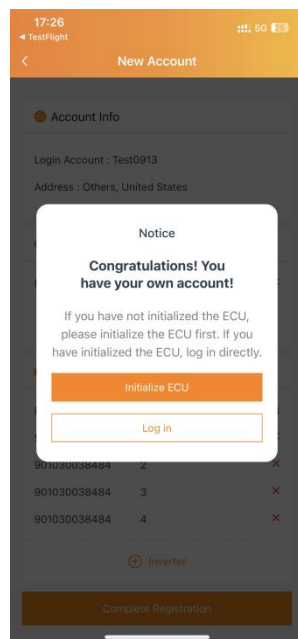 17:26
5G 28
◀ TestFlight
New Account
Account Info
Login Account : Test0913
Address : Others, United States
Notice
Congratulations! You
have your own account!
If you have not initialized the ECU,
please initialize the ECU first. If you
have initialized the ECU, log in directly.
Initialize ECU
Log in
901030038484 2 ×
901030038484 3 ×
901030038484 4 ×
Inverter
Complete Registration